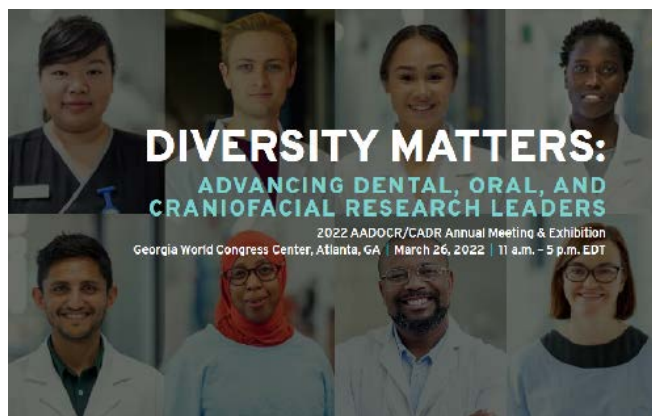 DIVERSITY MATTERS:
ADVANCING DENTAL, ORAL, AND
CRANIOFACIAL RESEARCH LEADERS
2022 AADOCR/CADR Annual Meeting & Exhibition
Georgia World Congress Center, Atlanta, GA | March 26, 2022 | 11 a.m. – 5 p.m. EDT